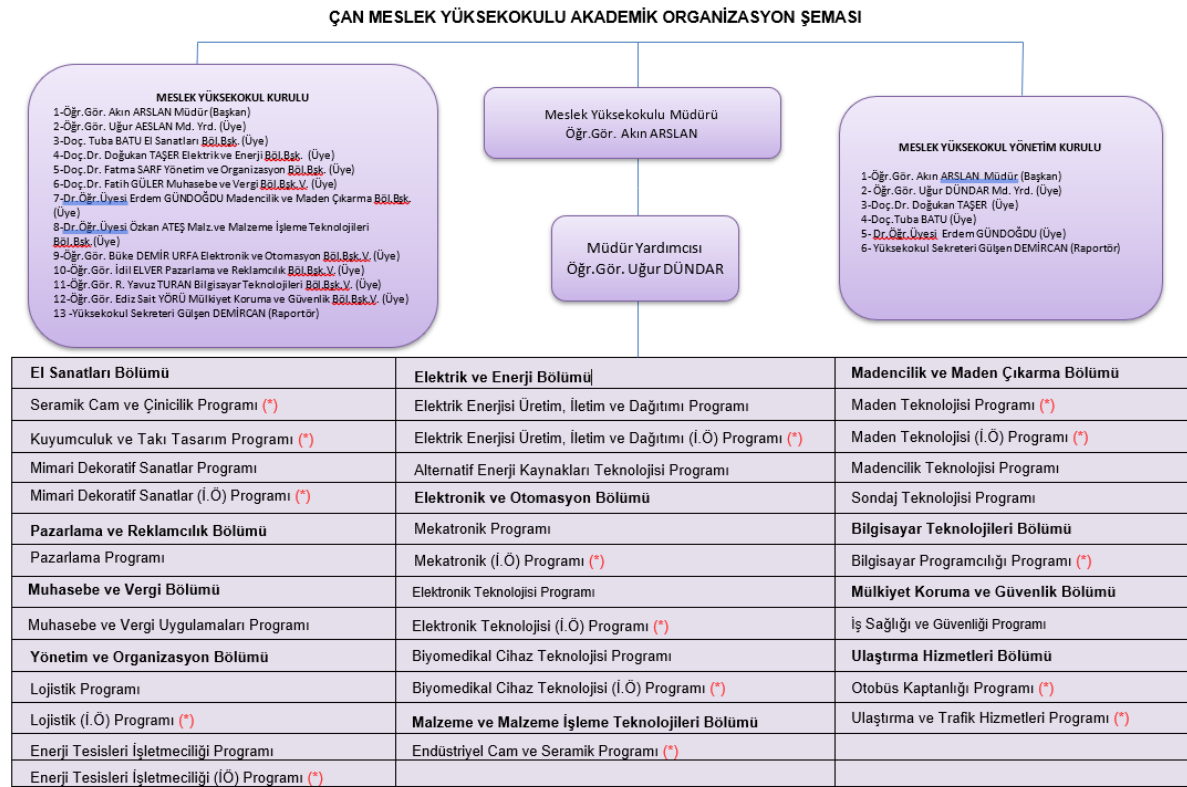 ÇAN MESLEK YÜKSEKOKULU AKADEMİK ORGANİZASYON ŞEMASI
MESLEK YÜKSEKOKUL KURULU
1-Öğr.Gör. Akın ARSLAN Müdür(Başkan)
2-Öğr.Gör. Uğur AESLAN Md. Yrd. (Üye)
3-Doç. Tuba BATU El Sanatları Böl.Bşk.(Üye)
4-Doç.Dr. Doğukan TAŞER Elektrik ve Enerji Böl.Bşk. (Üye)
5-Doç.Dr. Fatma SARF Yönetim ve Organizasyon Böl.Bşk. (Üye)
6-Doç.Dr. Fatih GÜLER Muhasebe ve Vergi Böl.Bşk.V. (Üye)
7-Dr.Öğr.Üyesi Erdem GÜNDOĞDU Madencilik ve Maden Çıkarma Böl.Bşk.
(Üye)
8-Dr.Öğr.Üyesi Özkan ATEŞ Malz.ve Malzeme İşleme Teknolojileri
Böl.Bşk.(Üye)
9-Öğr.Gör. Büke DEMİR URFA Elektronik ve Otomasyon Böl.Bşk.V. (Üye)
10-Öğr.Gör. İdil ELVER Pazarlama ve Reklamcılık Böl.Bşk.V. (Üye)
11-Öğr.Gör. R. Yavuz TURAN Bilgisayar Teknolojileri Böl.Bşk.V. (Üye)
12-Öğr.Gör. Ediz Sait YÖRÜ Mülkiyet Koruma ve Güvenlik Böl.Bşk.V. (Üye)
13 -Yüksekokul Sekreteri Gülşen DEMİRCAN (Raportör)
Meslek Yüksekokulu Müdürü
Öğr.Gör. Akın ARSLAN
Müdür Yardımcısı
Öğr.Gör. Uğur DÜNDAR
MESLEK YÜKSEKOKUL YÖNETİM KURULU
1-Öğr.Gör. Akın ARSLAN Müdür (Başkan)
2- Öğr.Gör. Uğur DÜNDAR Md. Yrd. (Üye)
3-Doç.Dr. Doğukan TAŞER (Üye)
4-Doç.Tuba BATU (Üye)
5- Dr.Öğr.Üyesi Erdem GÜNDOĞDU (Üye)
6- Yüksekokul Sekreteri Gülşen DEMİRCAN (Raportör)
El Sanatları Bölümü
Elektrik ve Enerji Bölümü
Madencilik ve Maden Çıkarma Bölümü
Seramik Cam ve Çinicilik Programı (*)
Elektrik Enerjisi Üretim, İletim ve Dağıtımı Programı
Maden Teknolojisi Programı (*)
Kuyumculuk ve Takı Tasarım Programı (*)
Elektrik Enerjisi Üretim, İletim ve Dağıtımı (İ.Ö) Programı (*)
Maden Teknolojisi (İ.Ö) Programı (*)
Mimari Dekoratif Sanatlar Programı
Alternatif Enerji Kaynakları Teknolojisi Programı
Madencilik Teknolojisi Programı
Mimari Dekoratif Sanatlar (İ.Ö) Programı (*)
Elektronik ve Otomasyon Bölümü
Sondaj Teknolojisi Programı
Pazarlama ve Reklamcılık Bölümü
Mekatronik Programı
Bilgisayar Teknolojileri Bölümü
Pazarlama Programı
Mekatronik (İ.Ö) Programı (*)
Bilgisayar Programcılığı Programı (*)
Muhasebe ve Vergi Bölümü
Elektronik Teknolojisi Programı
Mülkiyet Koruma ve Güvenlik Bölümü
Muhasebe ve Vergi Uygulamaları Programı
Elektronik Teknolojisi (İ.Ö) Programı (*)
İş Sağlığı ve Güvenliği Programı
Yönetim ve Organizasyon Bölümü
Biyomedikal Cihaz Teknolojisi Programı
Ulaştırma Hizmetleri Bölümü
Lojistik Programı
Biyomedikal Cihaz Teknolojisi (İ.Ö) Programı (*)
Otobüs Kaptanlığı Programı (*)
Lojistik (İ.Ö) Programı (*)
Malzeme ve Malzeme İşleme Teknolojileri Bölümü
Ulaştırma ve Trafik Hizmetleri Programı (*)
Enerji Tesisleri İşletmeciliği Programı
Endüstriyel Cam ve Seramik Programı (*)
Enerji Tesisleri İşletmeciliği (İÖ) Programı (*)